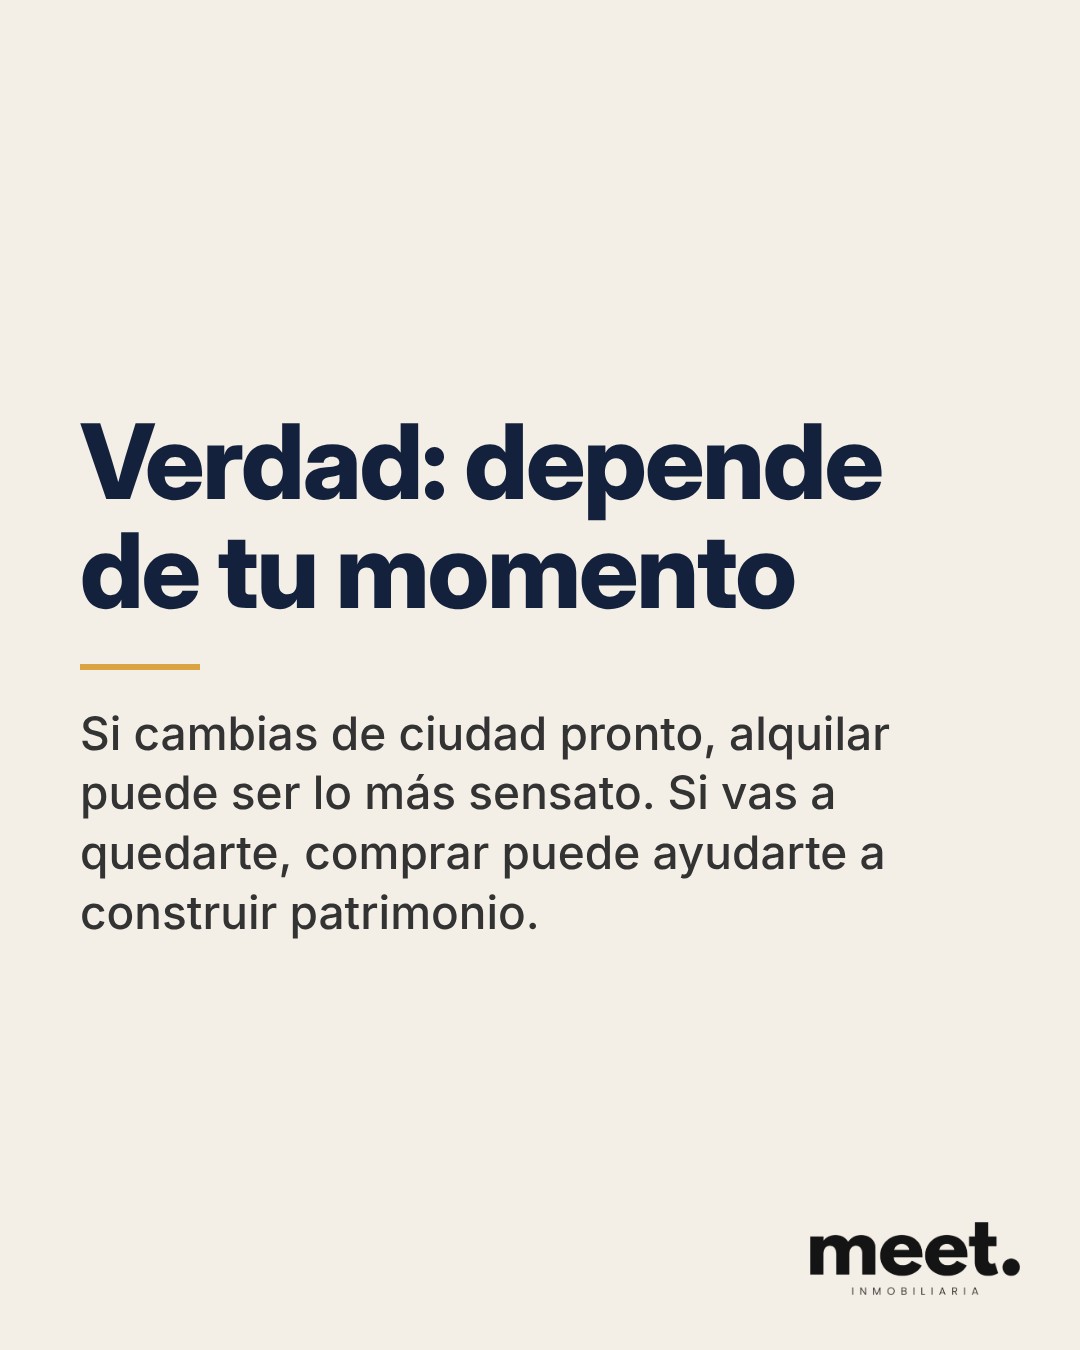 Verdad: depende
de tu momento
Si cambias de ciudad pronto, alquilar
puede ser lo más sensato. Si vas a
quedarte, comprar puede ayudarte a
construir patrimonio.
meet.
INMOBILIARIA